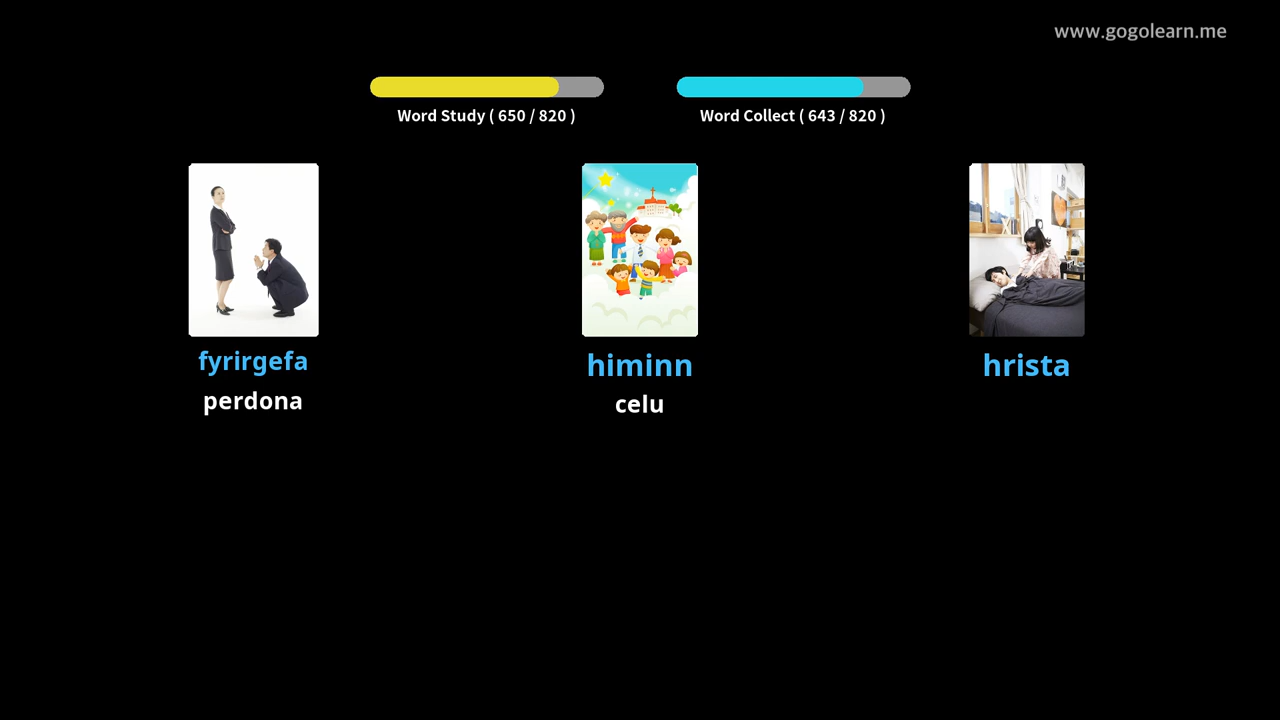 www.gogolearn.me
Word Study ( 650 / 820 )
Word Collect ( 643 / 820 )
fyrirgefa
perdona
himinn
celu
hrista